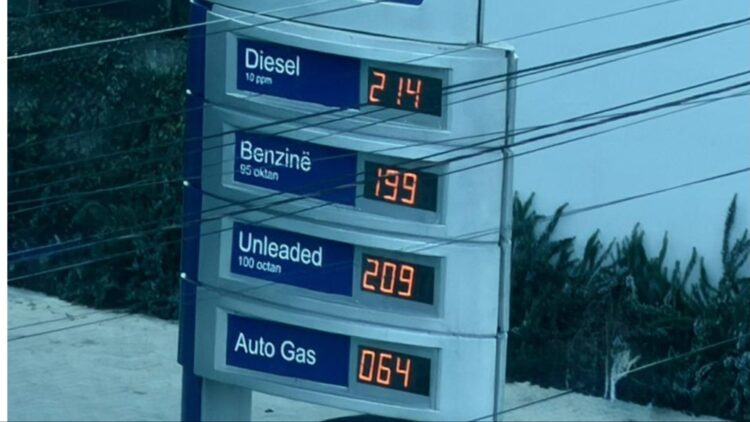 Diesel 214
10 ppm
Benzinë 199
95 oktan
Unleaded 209
100 octan
Auto Gas 064